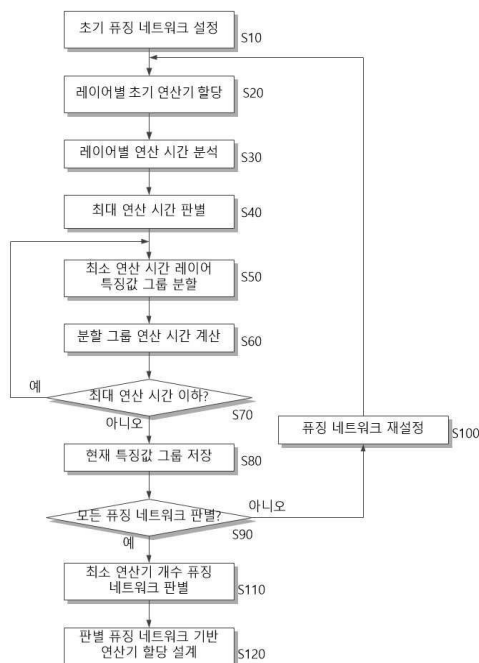 초기 퓨징 네트워크 설정
S10
레이어별 초기 연산기 할당
S20
레이어별 연산 시간 분석
S30
최대 연산 시간 판별
S40
최소 연산 시간 레이어
특징값 그룹 분할
S50
분할 그룹 연산 시간 계산
S60
예
최대 연산 시간 이하?
S70
아니오
퓨징 네트워크 재설정
S100
현재 특징값 그룹 저장
S80
모든 퓨징 네트워크 판별?
아니오
S90
예
최소 연산기 개수 퓨징
네트워크 판별
S110
판별 퓨징 네트워크 기반
연산기 할당 설계
S120